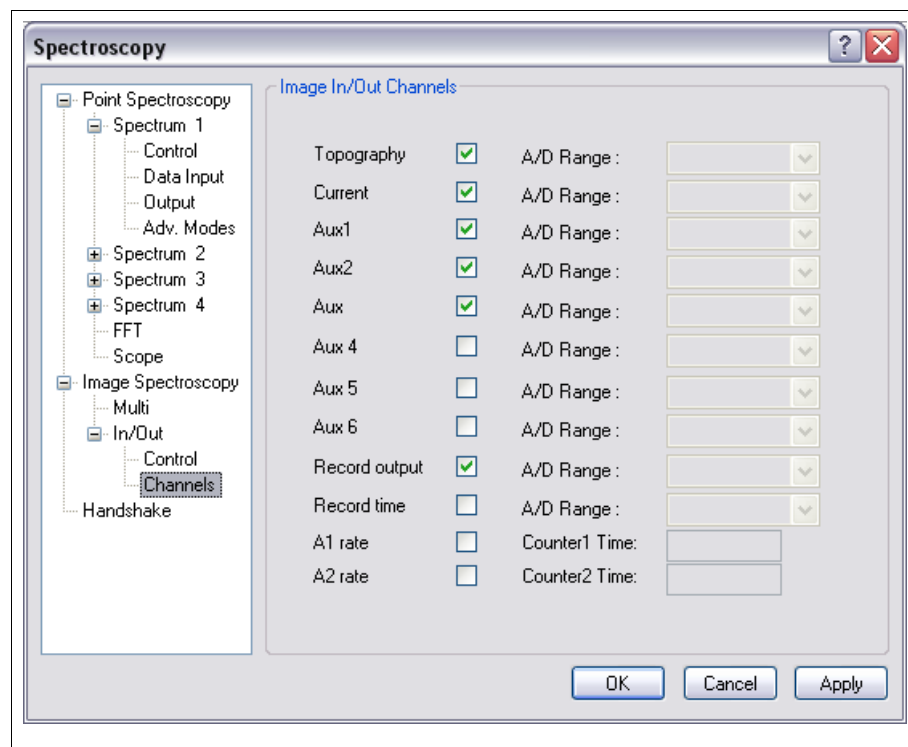 Spectroscopy
Point Spectroscopy
Spectrum 1
Control
Data Input
Output
Adv. Modes
Spectrum 2
Spectrum 3
Spectrum 4
FFT
Scope
Image Spectroscopy
Multi
In/Out
Control
Channels
Handshake
Image In/Out Channels
Topography A/D Range :
Current A/D Range :
Aux1 A/D Range :
Aux2 A/D Range :
Aux A/D Range :
Aux 4 A/D Range :
Aux 5 A/D Range :
Aux 6 A/D Range :
Record output A/D Range :
Record time A/D Range :
A1 rate Counter1 Time:
A2 rate Counter2 Time:
OK Cancel Apply